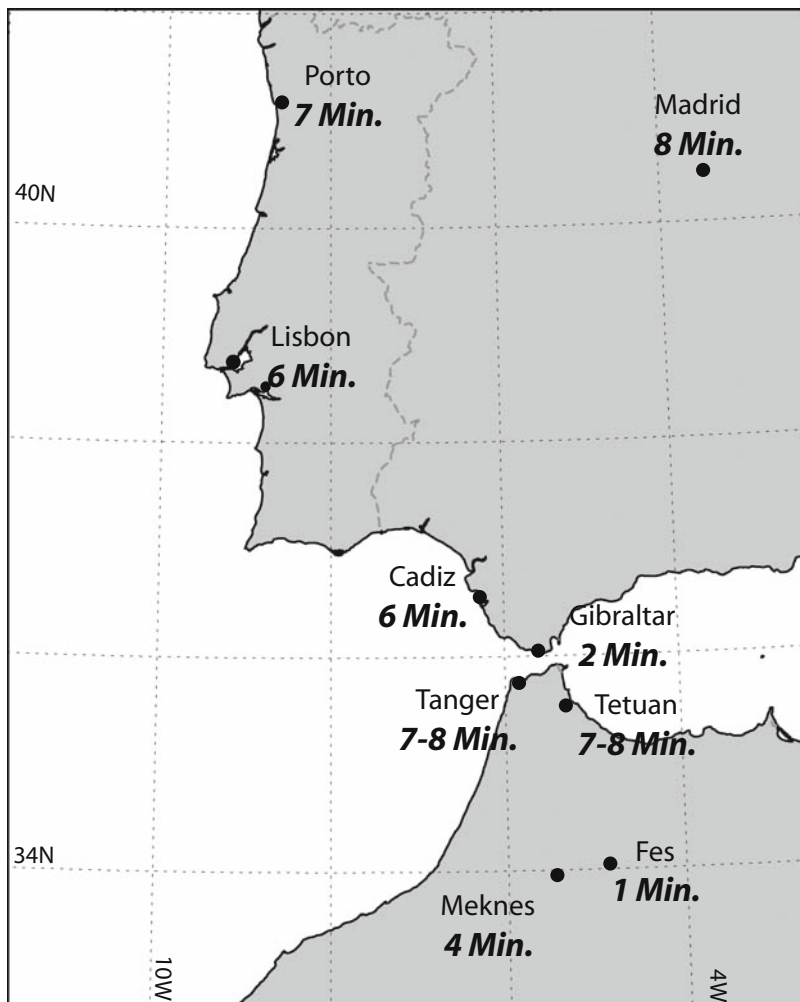 Porto
7 Min.
Madrid
8 Min.
40N
Lisbon
6 Min.
Cadiz
6 Min.
Gibraltar
2 Min.
Tanger
7-8 Min.
Tetuan
7-8 Min.
34N
Fes
1 Min.
Meknes
4 Min.
10W
4W